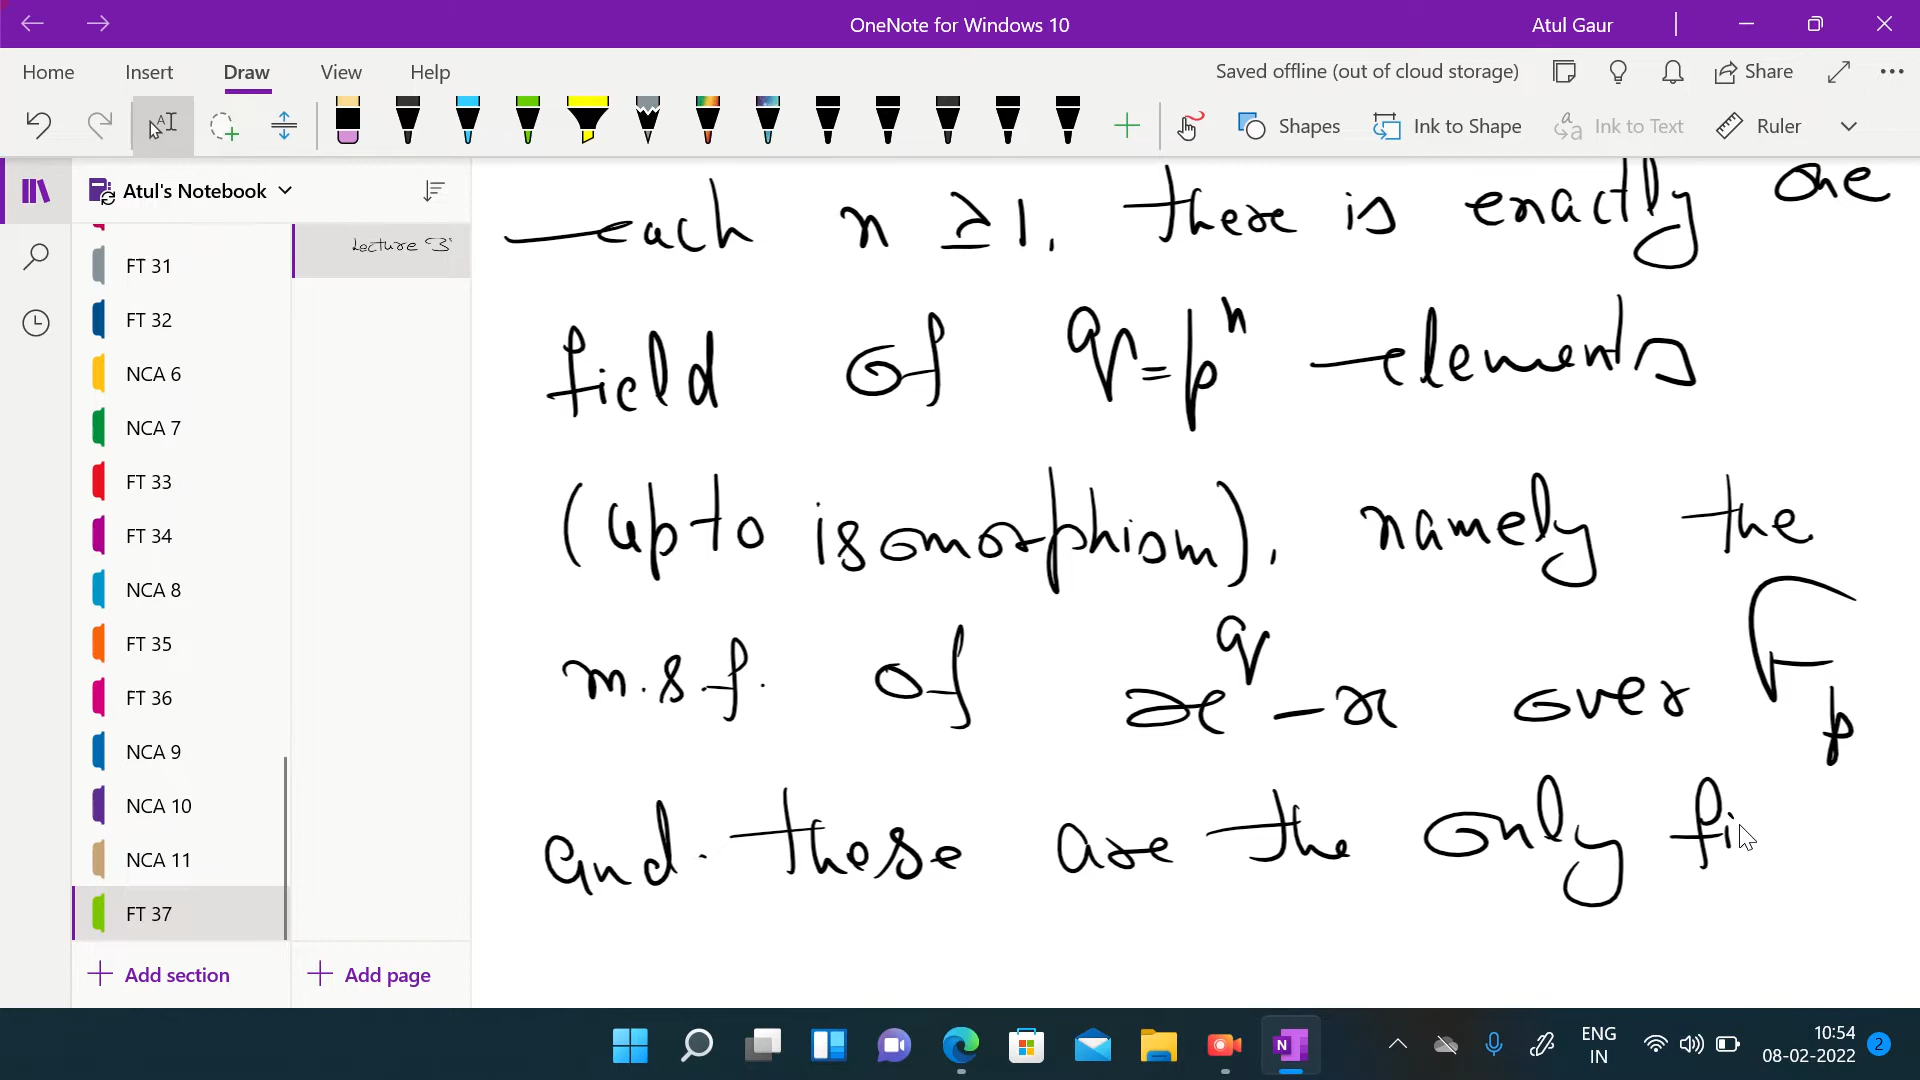 OneNote for Windows 10
Atul Gaur
Home Insert Draw View Help
Saved offline (out of cloud storage)
Share
Shapes
Ink to Shape
Ink to Text
Ruler
Atul's Notebook
FT 31
FT 32
NCA 6
NCA 7
FT 33
FT 34
NCA 8
FT 35
FT 36
NCA 9
NCA 10
NCA 11
FT 37
Add section
Lecture
Add page
each n ≥ 1, there is exactly one
field of q = pⁿ elements
(upto isomorphism), namely the
m.s.f. of x^q - x over F_p
and these are the only fi
ENG
IN
10:54
08-02-2022
2